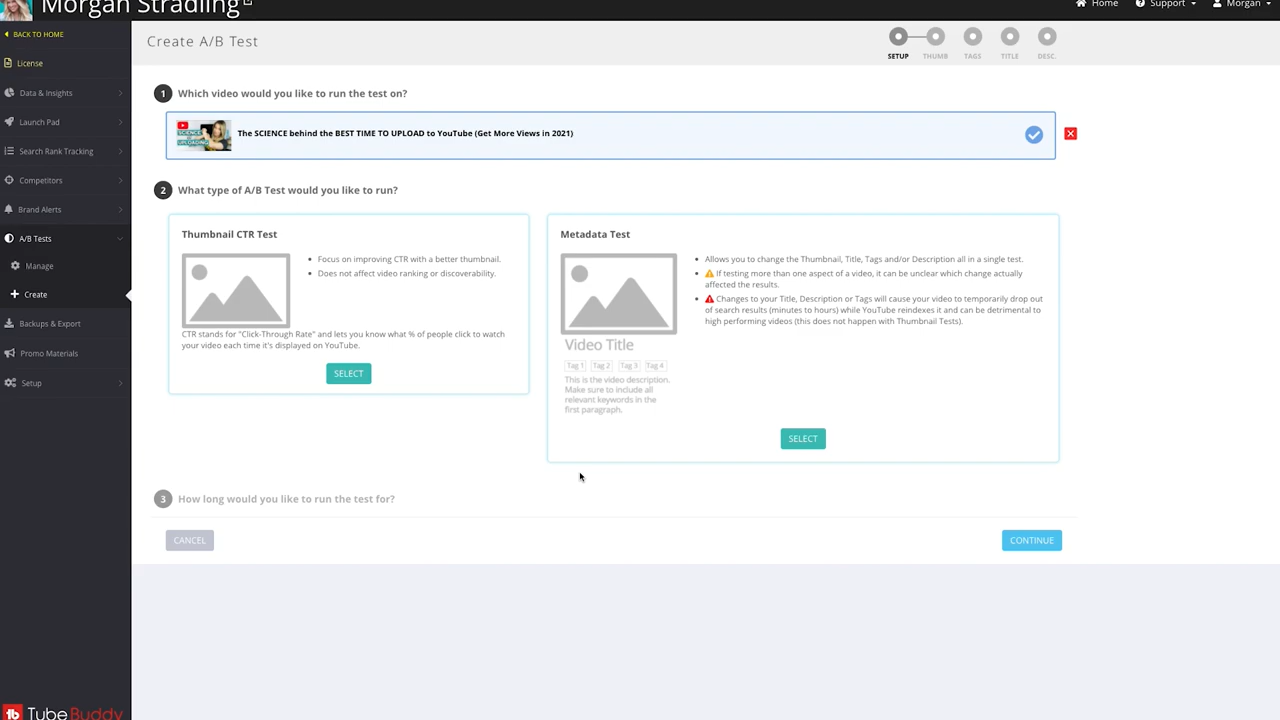 Morgan Stradling
Home
Support
Morgan
BACK TO HOME
License
Data & Insights
Launch Pad
Search Rank Tracking
Competitors
Brand Alerts
A/B Tests
Manage
Create
Backups & Export
Promo Materials
Setup
TubeBuddy
Create A/B Test
SETUP
THUMB
TAGS
TITLE
DESC.
1 Which video would you like to run the test on?
The SCIENCE behind the BEST TIME TO UPLOAD to YouTube (Get More Views in 2021)
2 What type of A/B Test would you like to run?
Thumbnail CTR Test
• Focus on improving CTR with a better thumbnail.
• Does not affect video ranking or discoverability.
CTR stands for "Click-Through Rate" and lets you know what % of people click to watch
your video each time it's displayed on YouTube.
SELECT
Metadata Test
Video Title
Tag 1 Tag 2 Tag 3 Tag 4
This is the video description.
Make sure to include all
relevant keywords in the
first paragraph.
• Allows you to change the Thumbnail, Title, Tags and/or Description all in a single test.
• If testing more than one aspect of a video, it can be unclear which change actually
affected the results.
• Changes to your Title, Description or Tags will cause your video to temporarily drop out
of search results (minutes to hours) while YouTube reindexes it and can be detrimental to
high performing videos (this does not happen with Thumbnail Tests).
SELECT
3 How long would you like to run the test for?
CANCEL
CONTINUE